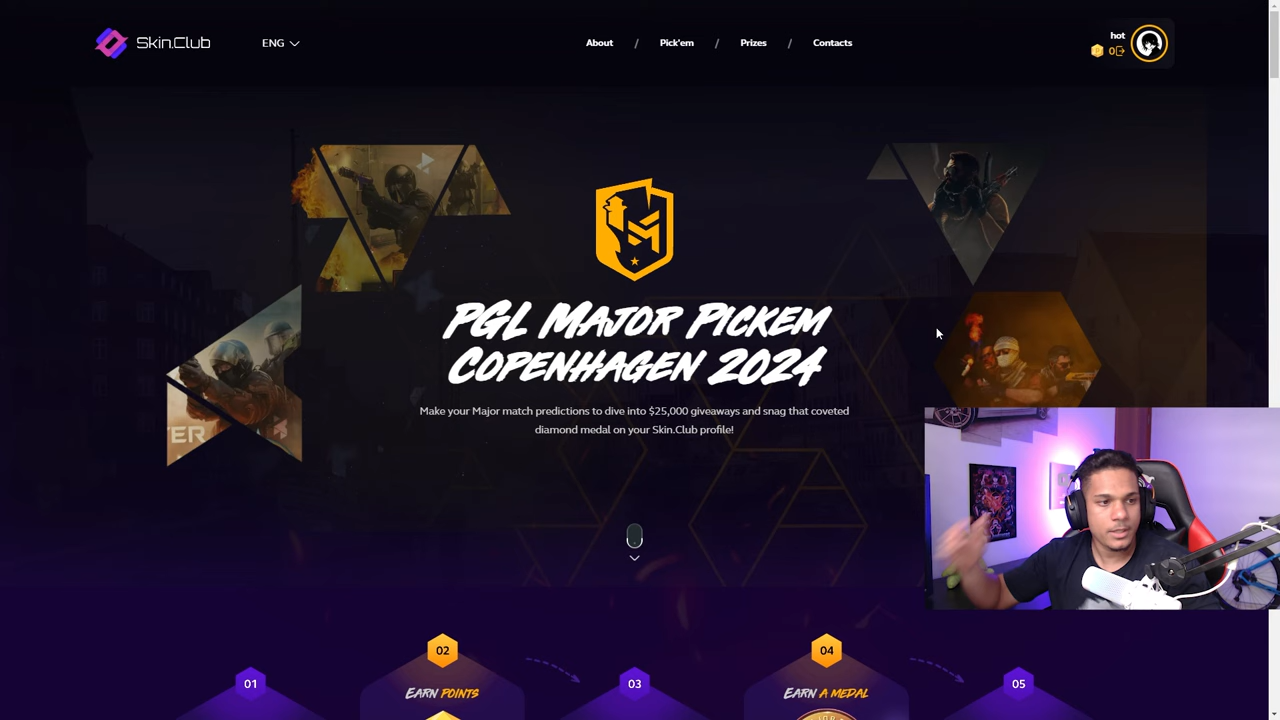 Skin.Club
ENG
About / Pick'em / Prizes / Contacts
hot
0
PGL Major Pickem
Copenhagen 2024
Make your Major match predictions to dive into $25,000 giveaways and snag that coveted
diamond medal on your Skin.Club profile!
02
04
01
03
05
Earn points
Earn a medal